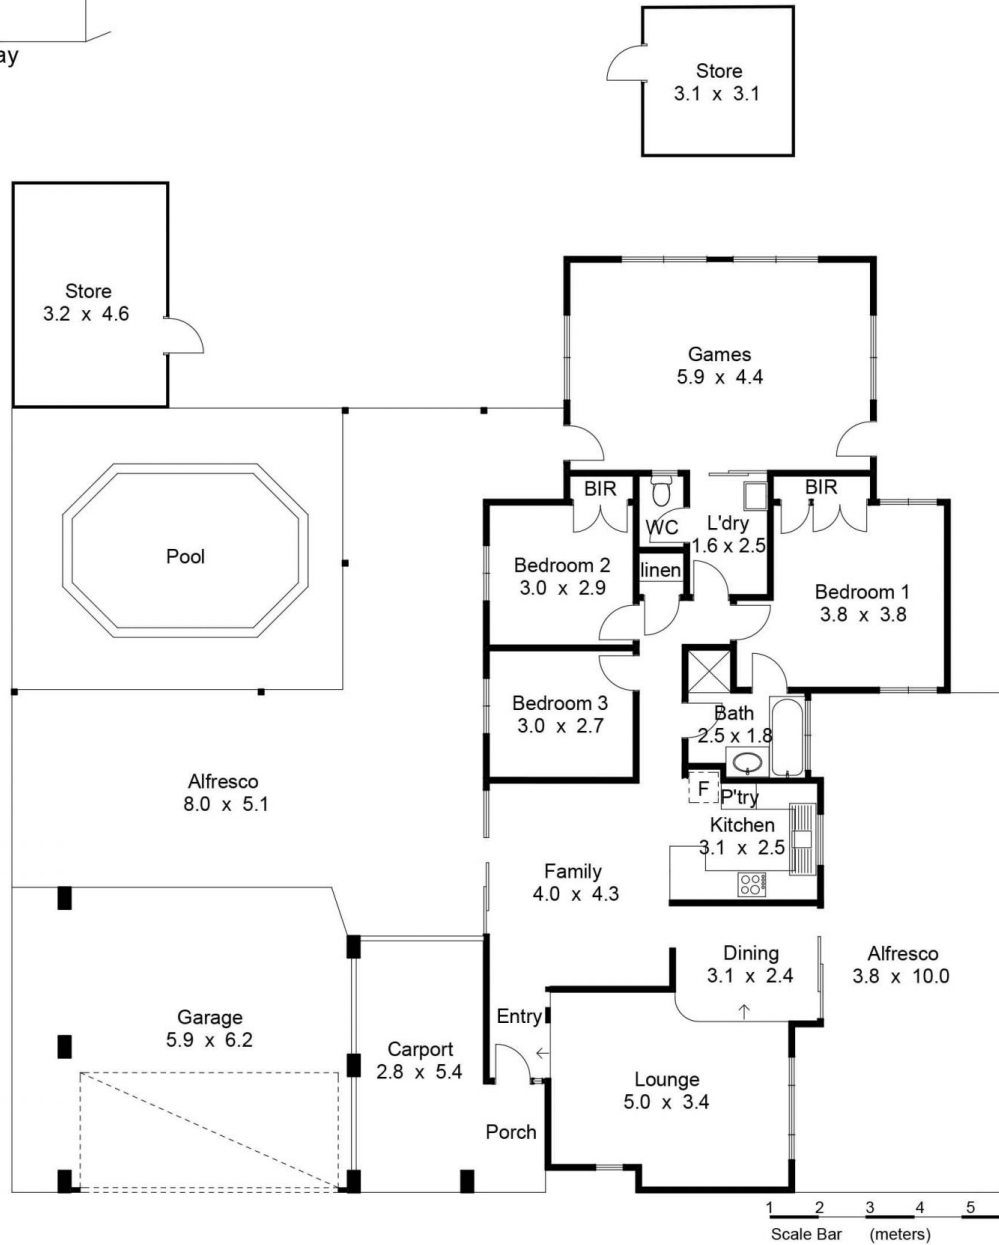 ay
Store
3.1 x 3.1
Store
3.2 x 4.6
Games
5.9 x 4.4
BIR
BIR
WC
L'dry
1.6 x 2.5
Pool
Bedroom 2
3.0 x 2.9
linen
Bedroom 1
3.8 x 3.8
Bedroom 3
3.0 x 2.7
Bath
2.5 x 1.8
Alfresco
8.0 x 5.1
F
P'try
Kitchen
3.1 x 2.5
Family
4.0 x 4.3
Dining
3.1 x 2.4
Alfresco
3.8 x 10.0
Garage
5.9 x 6.2
Entry
Carport
2.8 x 5.4
Lounge
5.0 x 3.4
Porch
1 2 3 4 5
Scale Bar (meters)